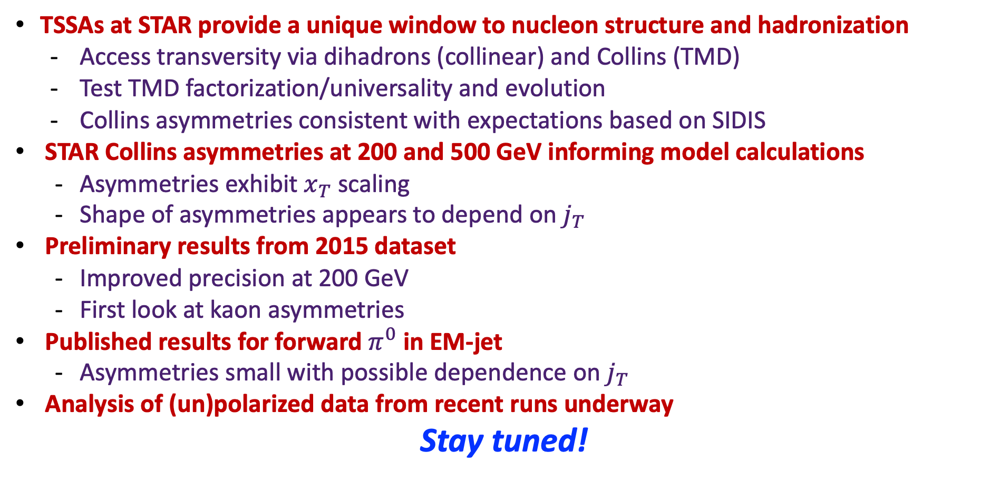 • TSSAs at STAR provide a unique window to nucleon structure and hadronization
- Access transversity via dihadrons (collinear) and Collins (TMD)
- Test TMD factorization/universality and evolution
- Collins asymmetries consistent with expectations based on SIDIS
• STAR Collins asymmetries at 200 and 500 GeV informing model calculations
- Asymmetries exhibit $x_T$ scaling
- Shape of asymmetries appears to depend on $j_T$
• Preliminary results from 2015 dataset
- Improved precision at 200 GeV
- First look at kaon asymmetries
• Published results for forward $\pi^0$ in EM-jet
- Asymmetries small with possible dependence on $j_T$
• Analysis of (un)polarized data from recent runs underway
Stay tuned!